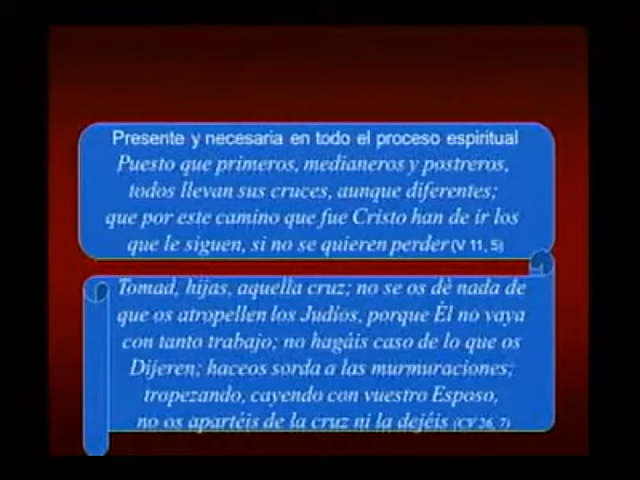 Presente y necesaria en todo el proceso espiritual
Puesto que primeros, medianeros y postreros,
todos llevan sus cruces, aunque diferentes;
que por este camino que fue Cristo han de ir los
que le siguen, si no se quieren perder (V 11, 5)
Tomad, hijas, aquella cruz; no se os dè nada de
que os atropellen los Judíos, porque Él no vaya
con tanto trabajo; no hagáis caso de lo que os
Dijeren; haceos sorda a las murmuraciones;
tropezando, cayendo con vuestro Esposo,
no os apartéis de la cruz ni la dejéis (CV 26, 7)